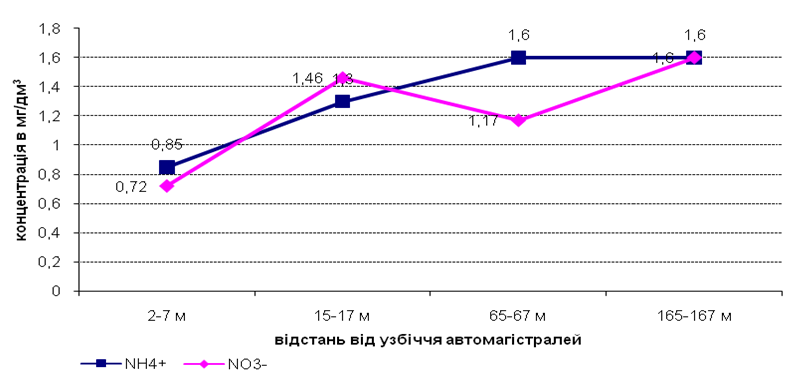 1,8
1,6
1,4
1,2
1
0,8
0,6
0,4
0,2
0
концентрація в мг/дм³
1,6 1,6
1,46 1,3 1,6
1,17
0,85
0,72
2-7 м 15-17 м 65-67 м 165-167 м
відстань від узбіччя автомагістралей
NH4+ NO3-